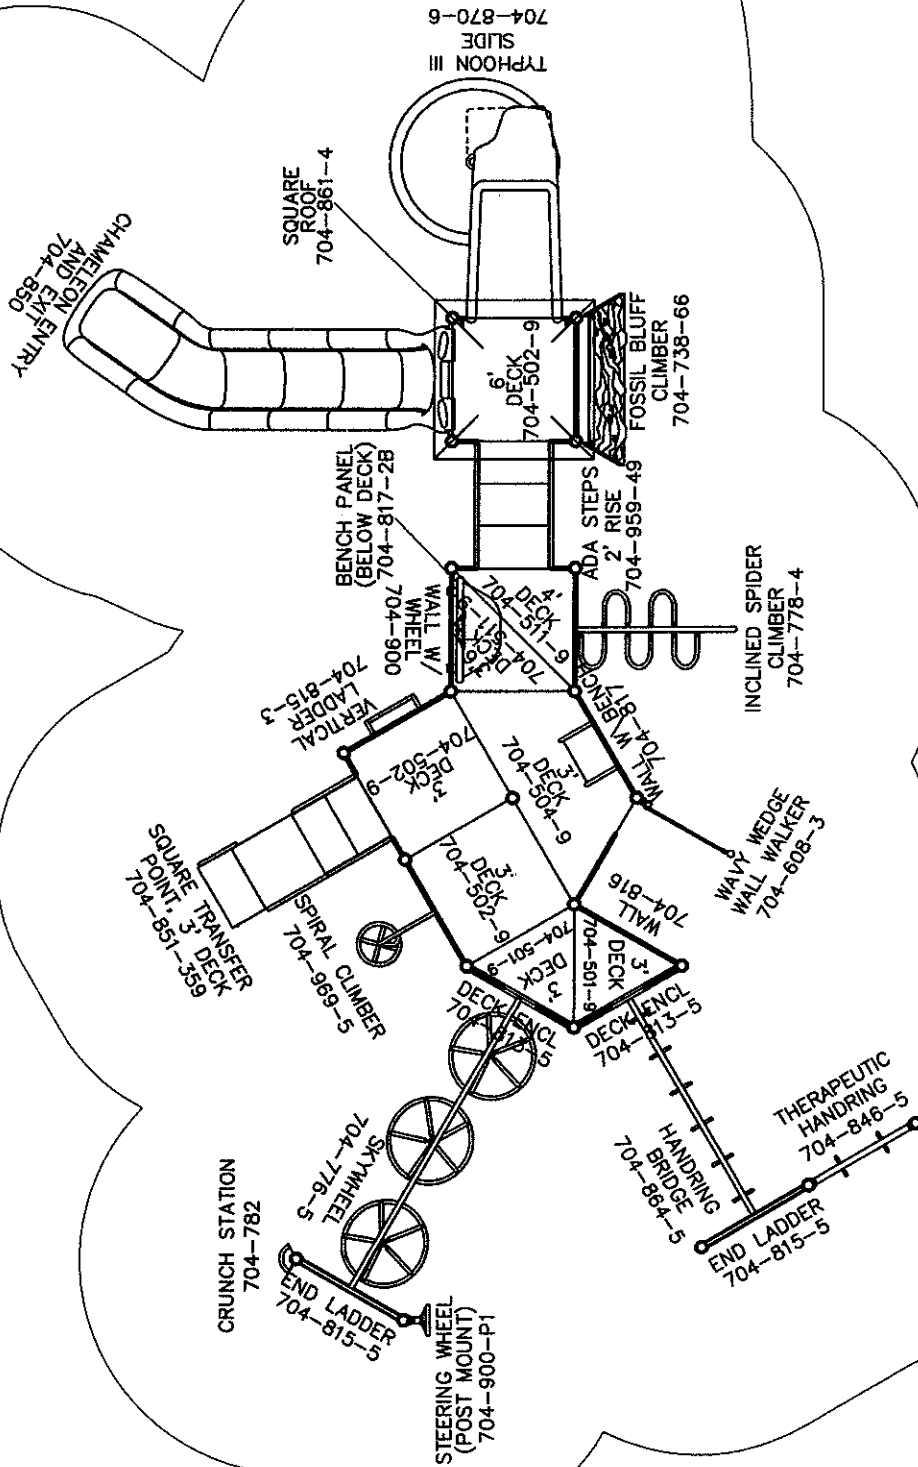 TYPHOON III
SLIDE
704-870-6
SQUARE
ROOF
704-861-4
CHAMELEON ENTRY
AND EXIT
704-850
6'
DECK
704-502-9
FOSSIL BLUFF
CLIMBER
704-738-66
BENCH PANEL
(BELOW DECK)
704-817-2B
ADA STEPS
2' RISE
704-959-49
WALL W/
WHEEL
704-900
4'
DECK
704-511-9
DECK
INCLINED SPIDER
CLIMBER
704-778-4
VERTICAL
LADDER
704-815-3
3'
DECK
704-502-9
3'
DECK
704-504-9
WALL W/BENCH
704-817
SQUARE TRANSFER
POINT, 3' DECK
704-851-359
3'
DECK
704-502-9
WAVY WEDGE
WALL WALKER
704-608-3
SPIRAL CLIMBER
704-969-5
WALL
704-816
3'
DECK
704-501-9
3'
DECK
704-501-9
DECK ENCL
704-813-5
DECK ENCL
704-813-5
SKYWHEEL
704-776-5
HANDRING
BRIDGE
704-864-5
THERAPEUTIC
HANDRING
704-846-5
CRUNCH STATION
704-782
END LADDER
704-815-5
END LADDER
704-815-5
STEERING WHEEL
(POST MOUNT)
704-900-P1